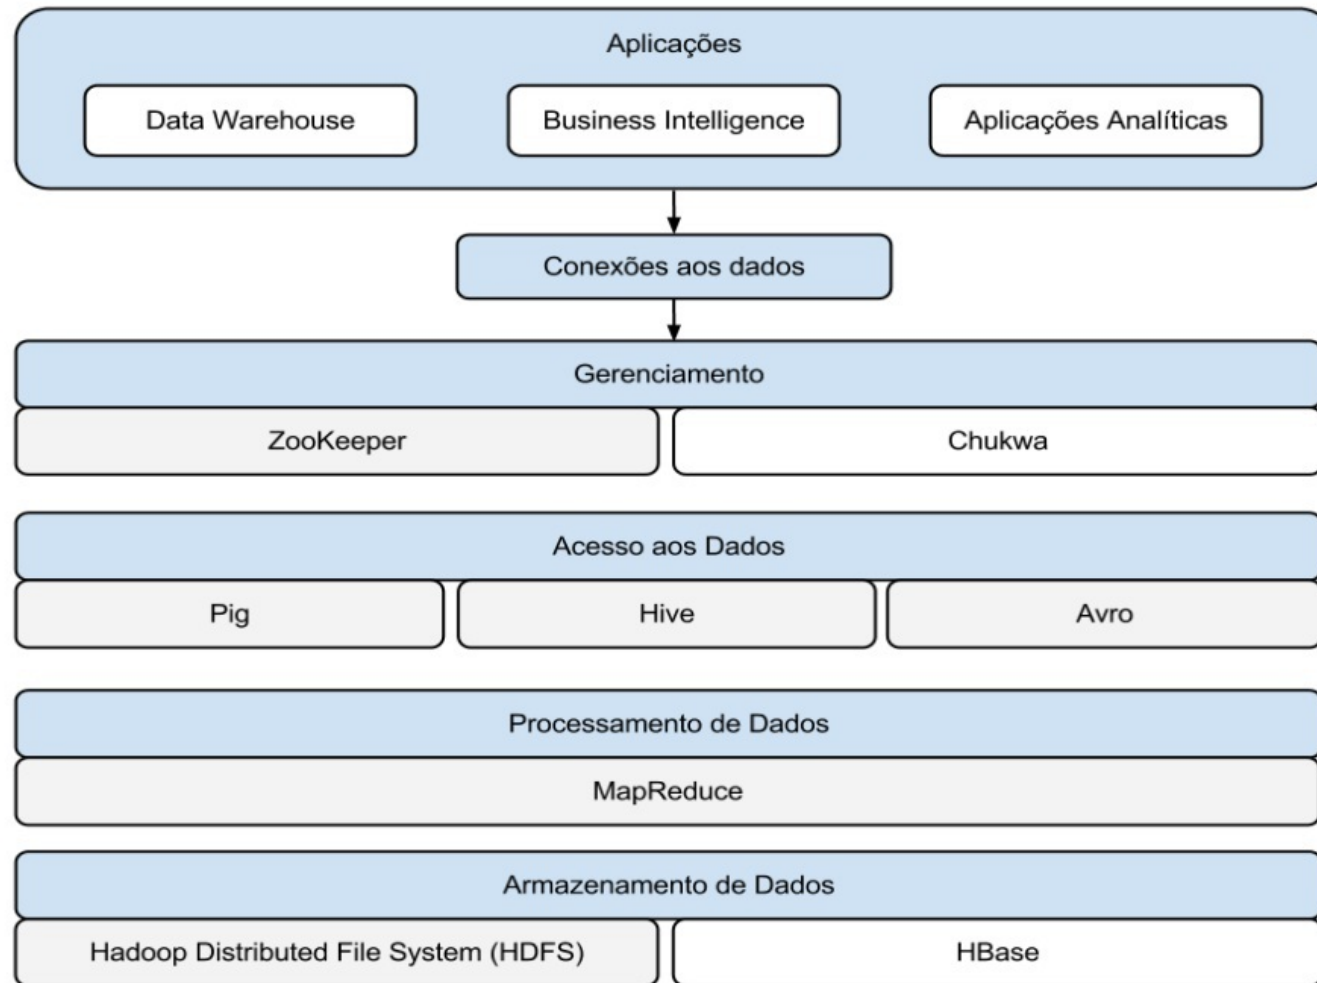 Aplicações
Data Warehouse
Business Intelligence
Aplicações Analíticas
Conexões aos dados
Gerenciamento
ZooKeeper
Chukwa
Acesso aos Dados
Pig
Hive
Avro
Processamento de Dados
MapReduce
Armazenamento de Dados
Hadoop Distributed File System (HDFS)
HBase